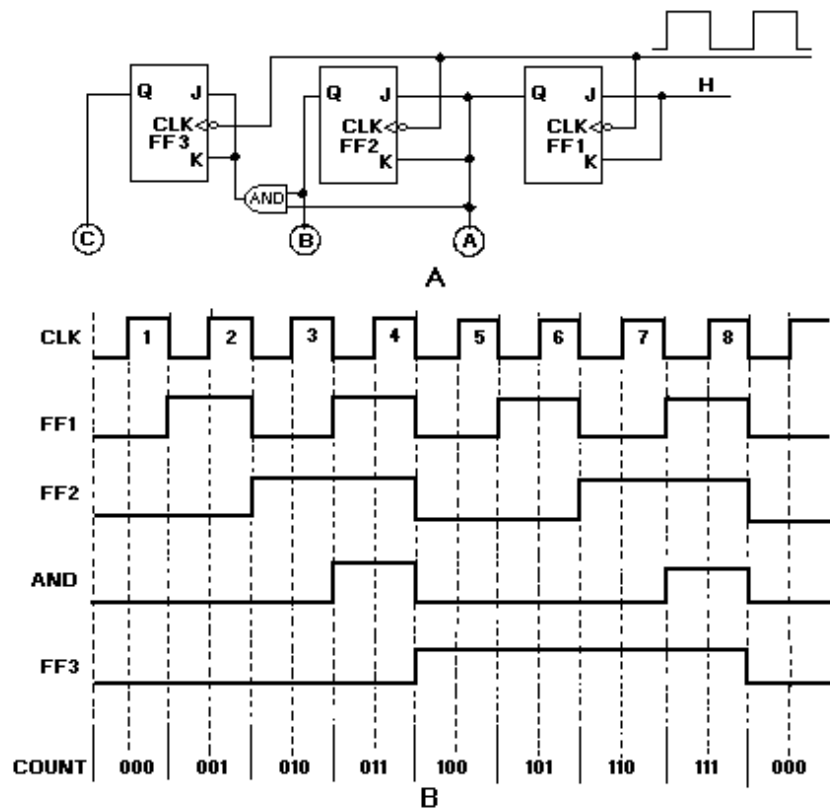 H
Q J Q J Q J
CLK CLK CLK
FF3 FF2 FF1
K K K
AND
C B A
A
CLK 1 2 3 4 5 6 7 8
FF1
FF2
AND
FF3
COUNT 000 001 010 011 100 101 110 111 000
B